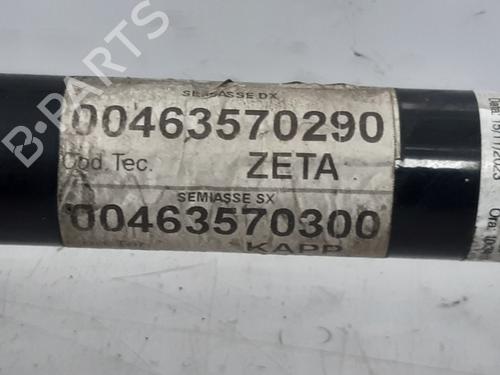 SEMIASSE DX
00463570290
Cod. Tec. ZETA
SEMIASSE SX
00463570300
KAPP
B-PARTS